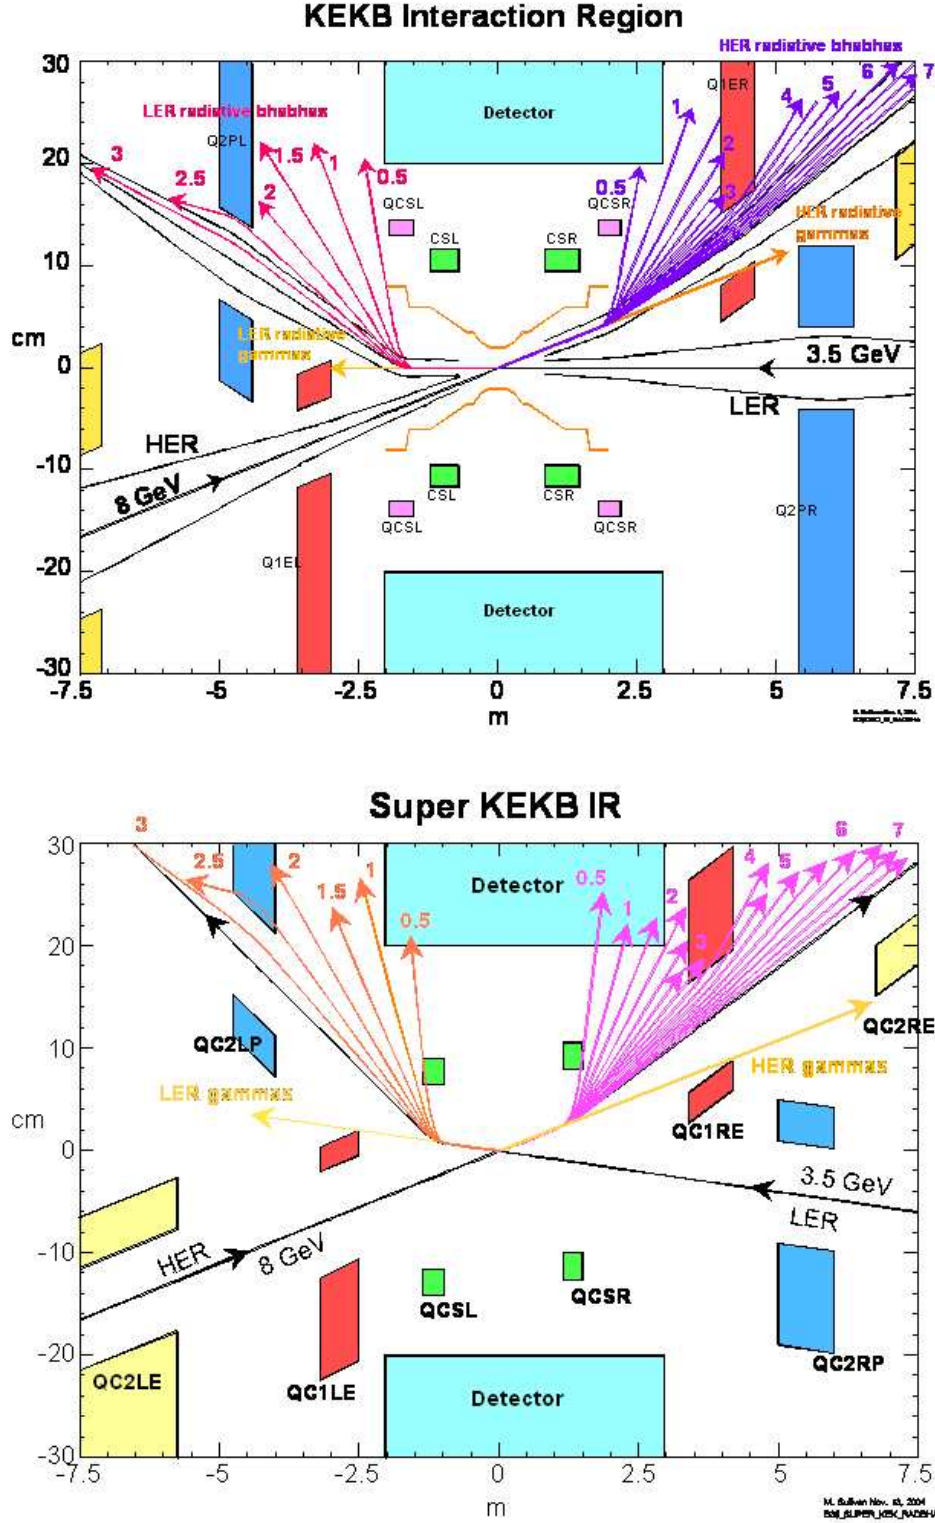 KEKB Interaction Region
HER radiative bhabhas
30
6
7
5
4
Q1ER
1
LER radiative bhabhas
Q2PL
1.5
1
3
2.5
2
0.5
2
0.5
3
20
QCSL
QCSR
HER radiative
gammas
CSL
CSR
10
cm
LER radiative
gammas
0
3.5 GeV
LER
HER
8 GeV
-10
CSL
CSR
QCSL
QCSR
Q2PR
Q1EL
-20
Detector
Detector
-30
-7.5
-5
-2.5
0
2.5
5
7.5
m
Super KEKB IR
3
30
6
7
2.5
2
1
4
5
1.5
0.5
0.5
1
2
3
Detector
20
QC2LP
QC2RE
10
LER gammas
HER gammas
cm
QC1RE
0
3.5 GeV
LER
HER
8 GeV
-10
QCSL
QCSR
QC2RP
-20
QC2LE
QC1LE
Detector
-30
-7.5
-5
-2.5
0
2.5
5
7.5
m
M. Sullivan Nov. 13, 2004